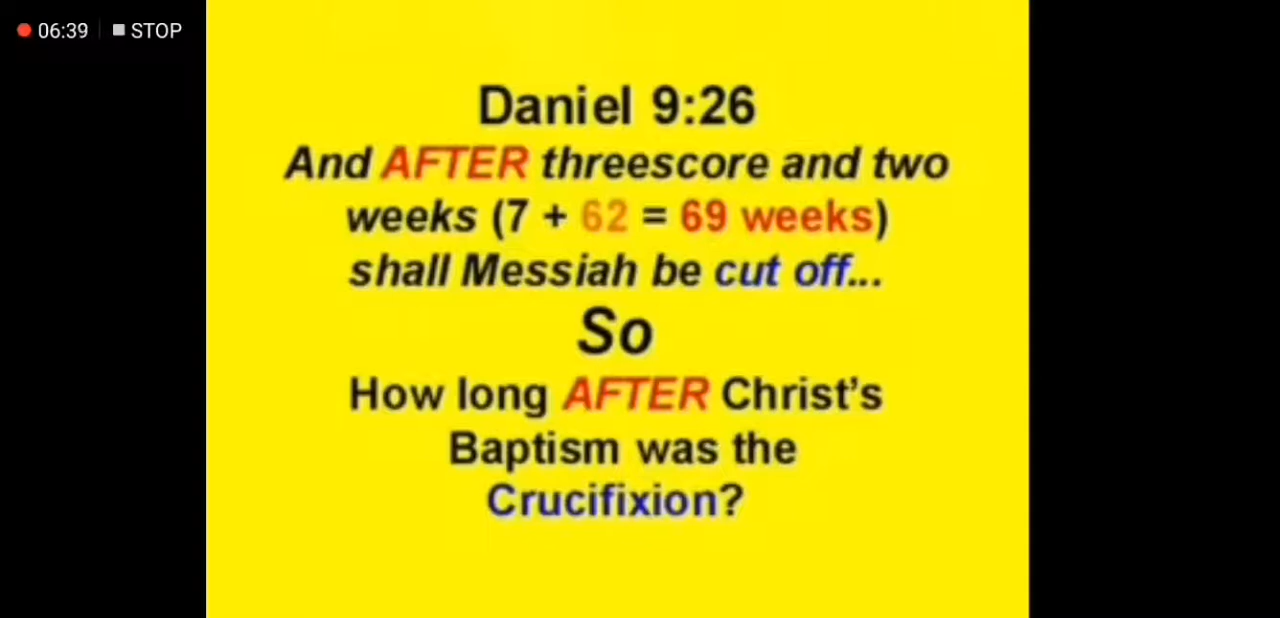 06:39 STOP
Daniel 9:26
And AFTER threescore and two
weeks (7 + 62 = 69 weeks)
shall Messiah be cut off...
So
How long AFTER Christ's
Baptism was the
Crucifixion?